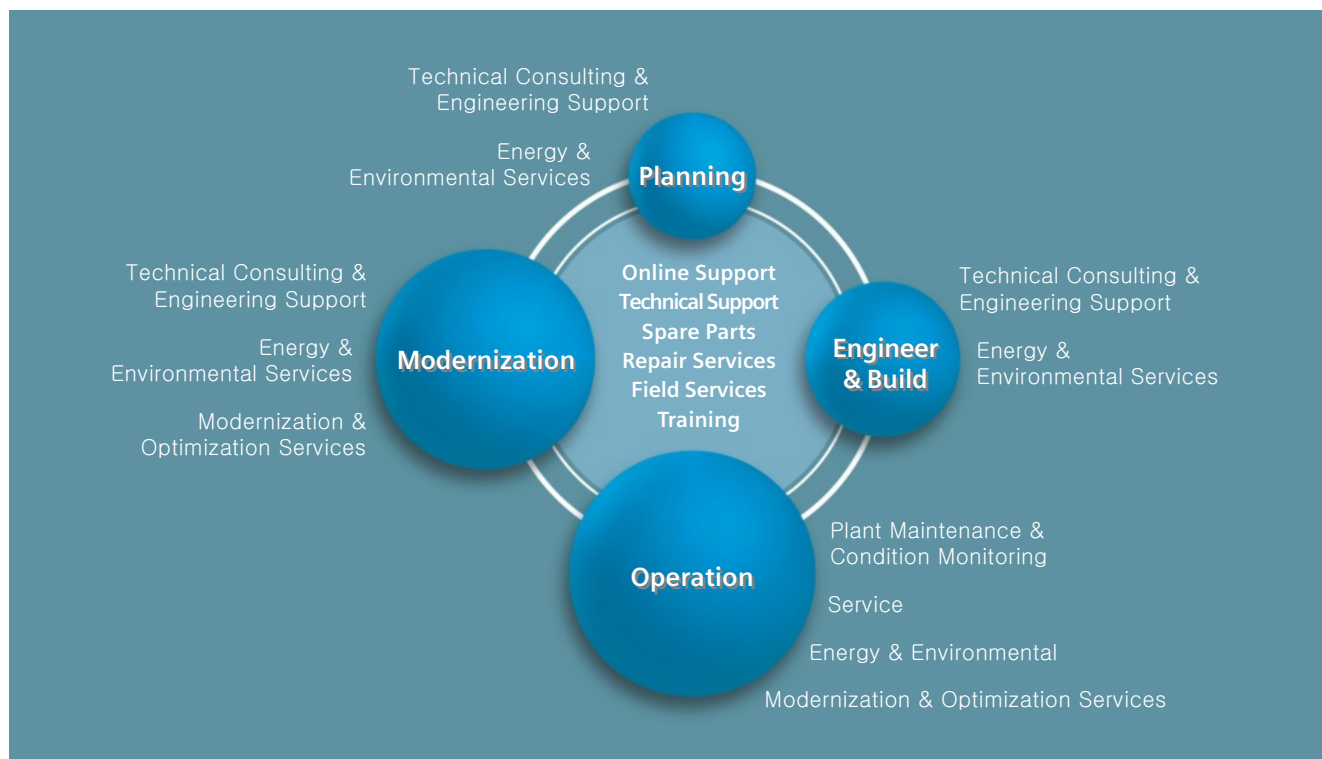 Technical Consulting &
Engineering Support
Energy &
Environmental Services
Planning
Technical Consulting &
Engineering Support
Energy &
Environmental Services
Modernization &
Optimization Services
Modernization
Online Support
Technical Support
Spare Parts
Repair Services
Field Services
Training
Engineer
& Build
Technical Consulting &
Engineering Support
Energy &
Environmental Services
Operation
Plant Maintenance &
Condition Monitoring
Service
Energy & Environmental
Modernization & Optimization Services